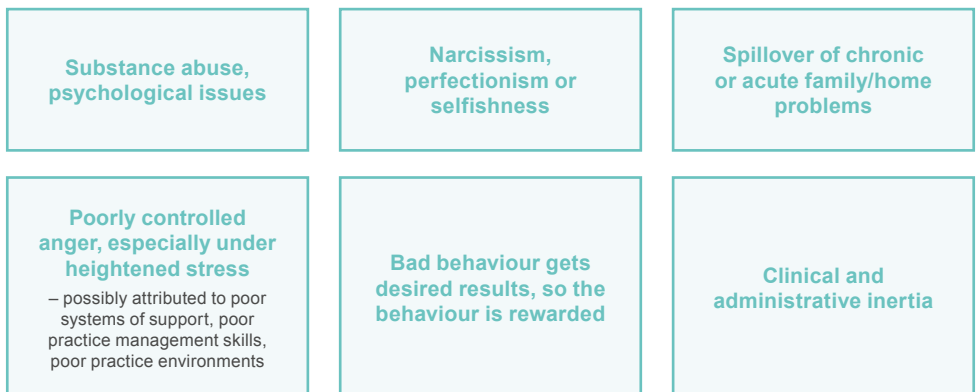 Substance abuse,
psychological issues
Narcissism,
perfectionism or
selfishness
Spillover of chronic
or acute family/home
problems
Poorly controlled
anger, especially under
heightened stress
– possibly attributed to poor
systems of support, poor
practice management skills,
poor practice environments
Bad behaviour gets
desired results, so the
behaviour is rewarded
Clinical and
administrative inertia